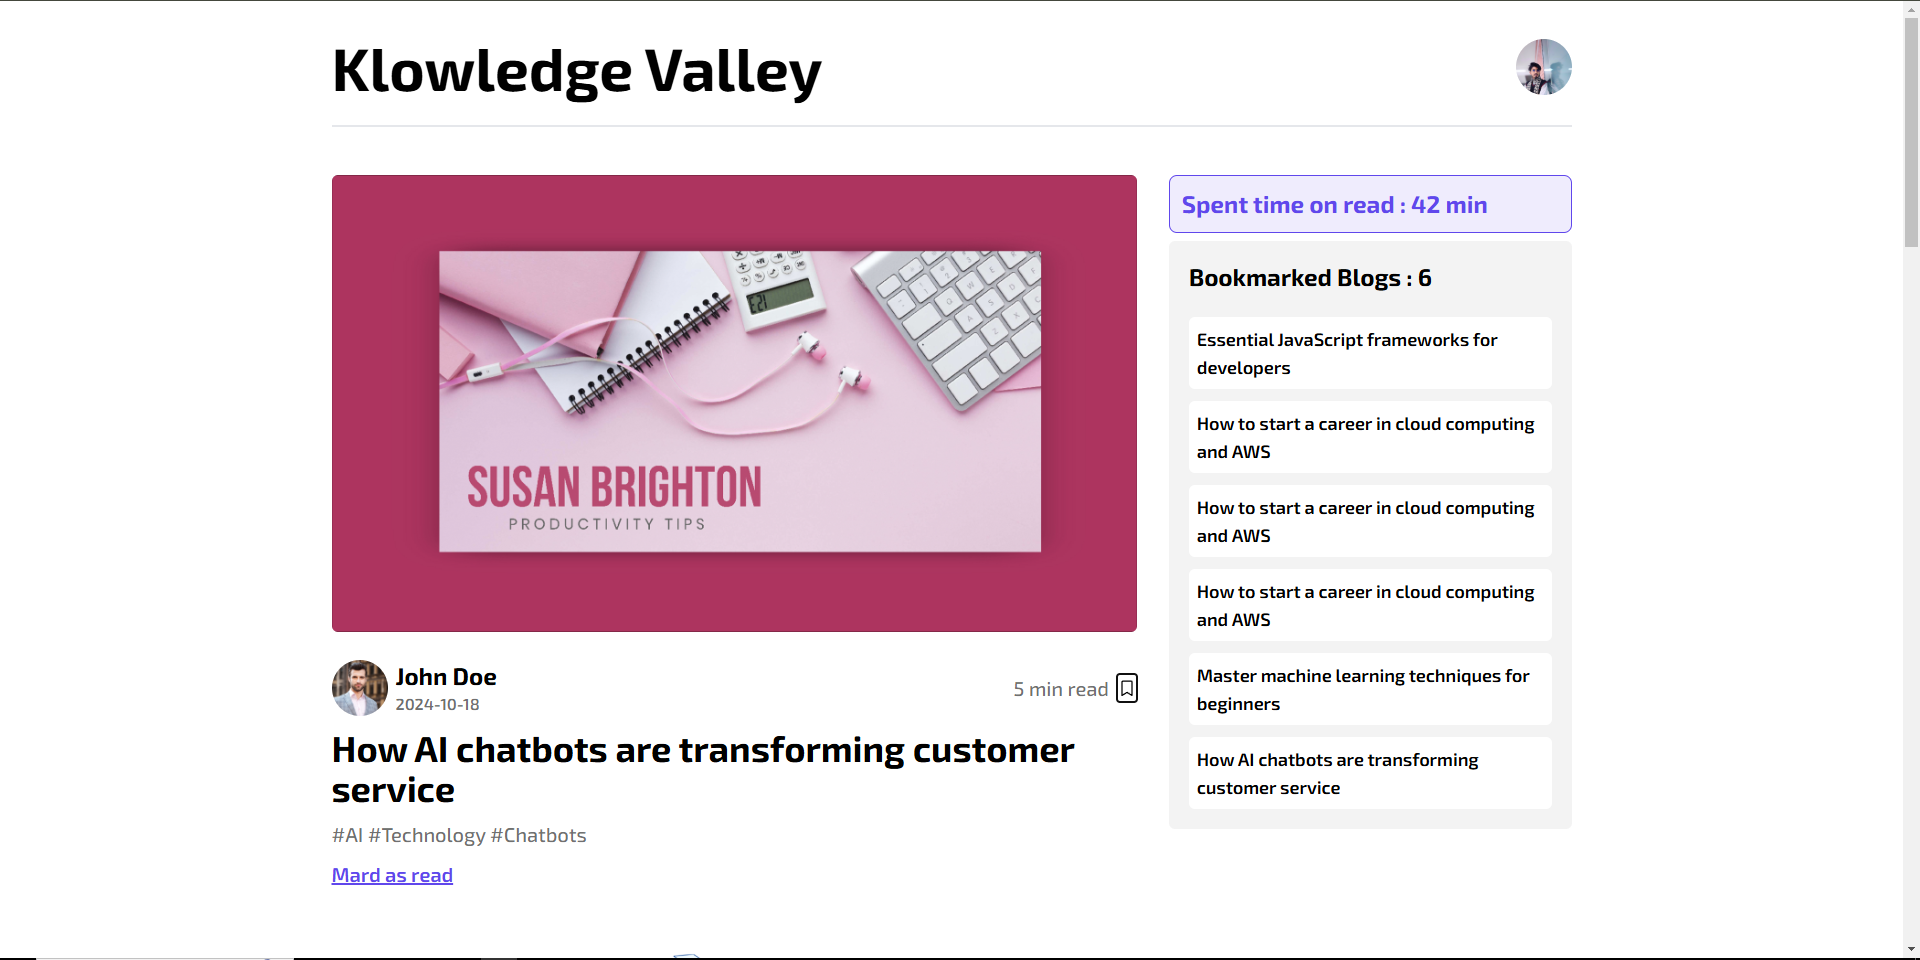 Klowledge Valley
SUSAN BRIGHTON
PRODUCTIVITY TIPS
John Doe
2024-10-18
5 min read
How AI chatbots are transforming customer
service
#AI #Technology #Chatbots
Mard as read
Spent time on read : 42 min
Bookmarked Blogs : 6
Essential JavaScript frameworks for
developers
How to start a career in cloud computing
and AWS
How to start a career in cloud computing
and AWS
How to start a career in cloud computing
and AWS
Master machine learning techniques for
beginners
How AI chatbots are transforming
customer service